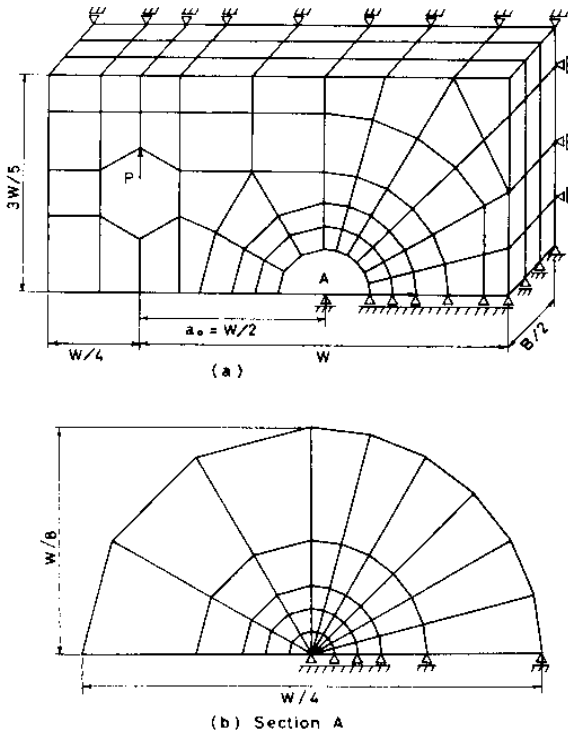 3W/5
P
A
a₀ = W/2
W/4
W
B/2
(a)
W/8
W/4
(b) Section A